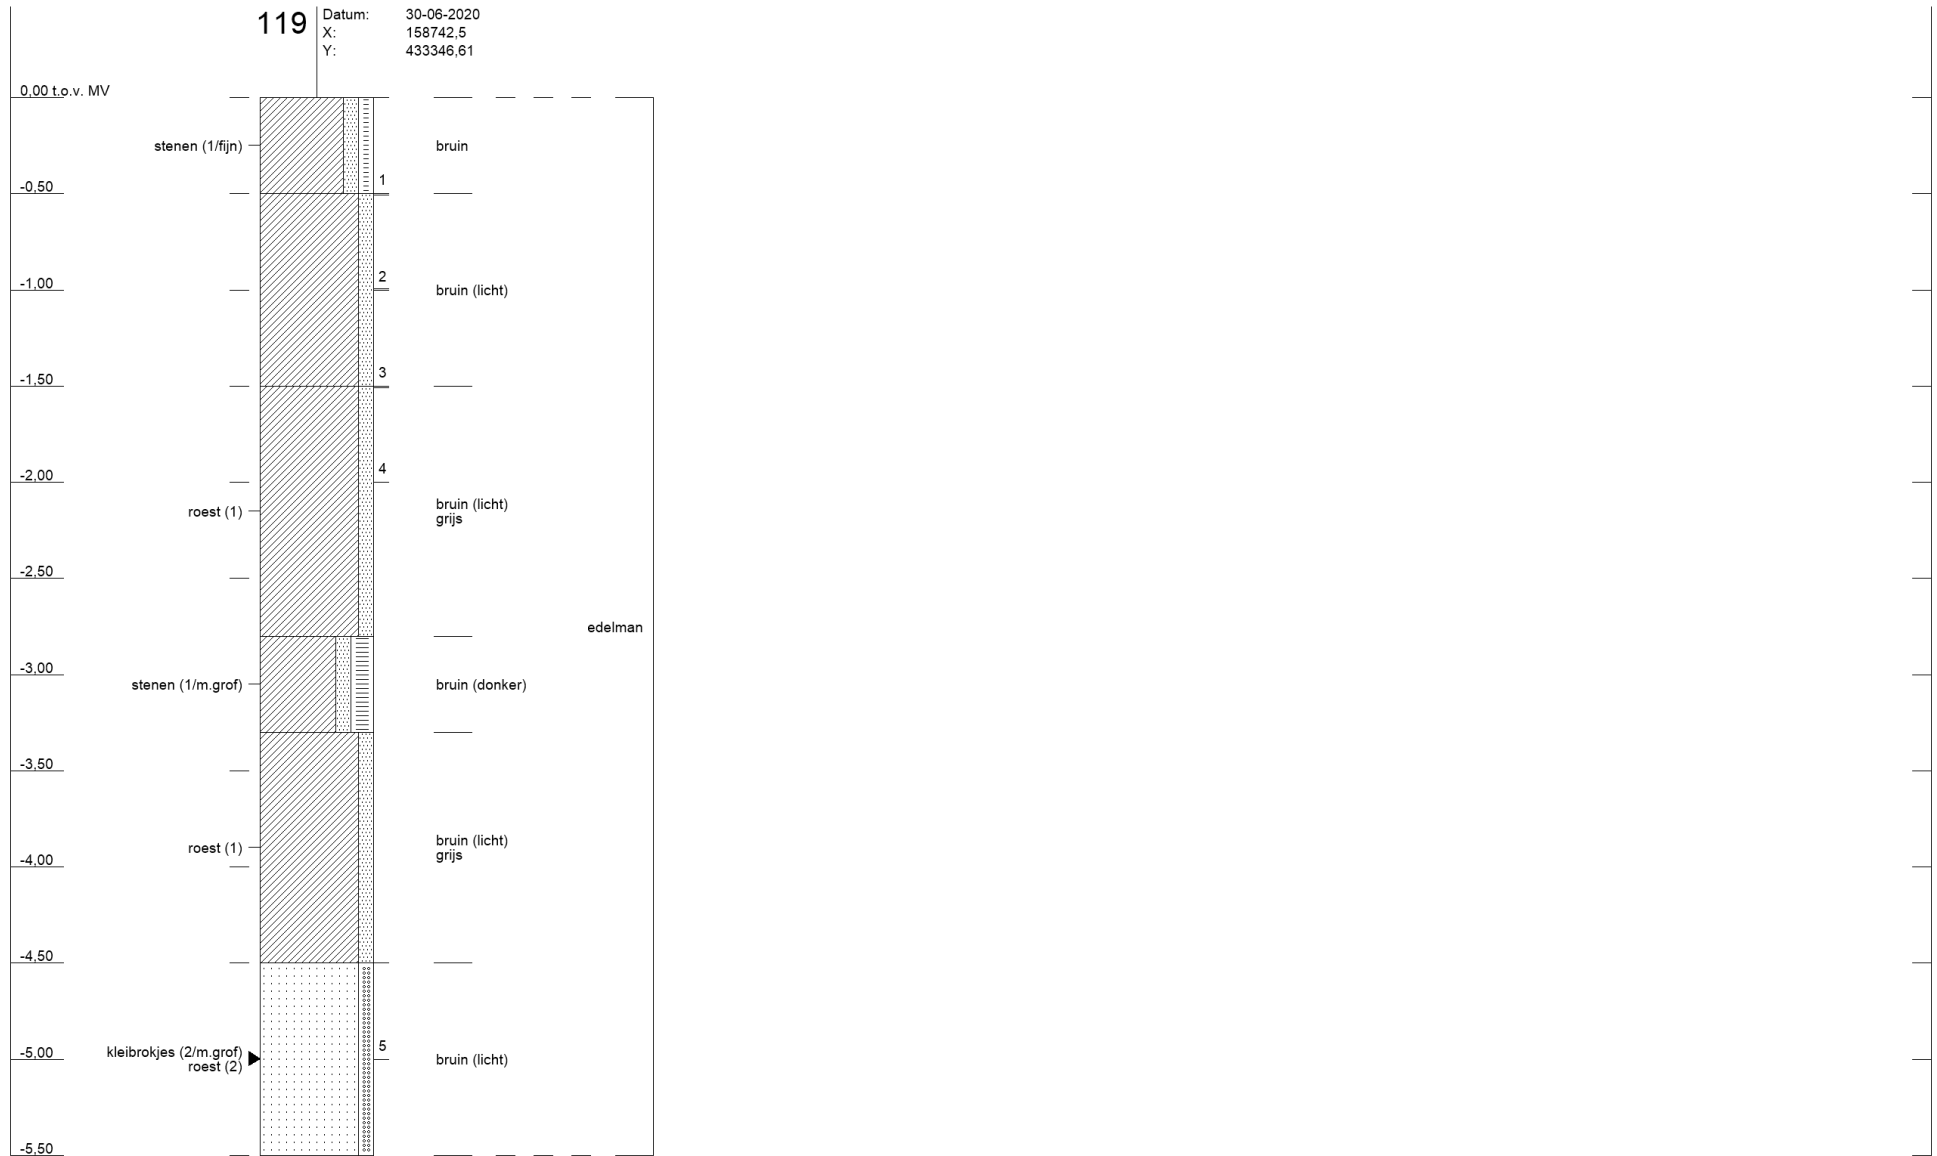 119
Datum: 30-06-2020
X: 158742,5
Y: 433346,61
0,00 t.o.v. MV
stenen (1/fijn) bruin
1
-0,50
2
-1,00 bruin (licht)
3
-1,50
4
-2,00
bruin (licht)
roest (1)
grijs
-2,50
edelman
-3,00
stenen (1/m.grof) bruin (donker)
-3,50
bruin (licht)
roest (1)
grijs
-4,00
-4,50
5
-5,00
kleibrokjes (2/m.grof)
bruin (licht)
roest (2)
-5,50